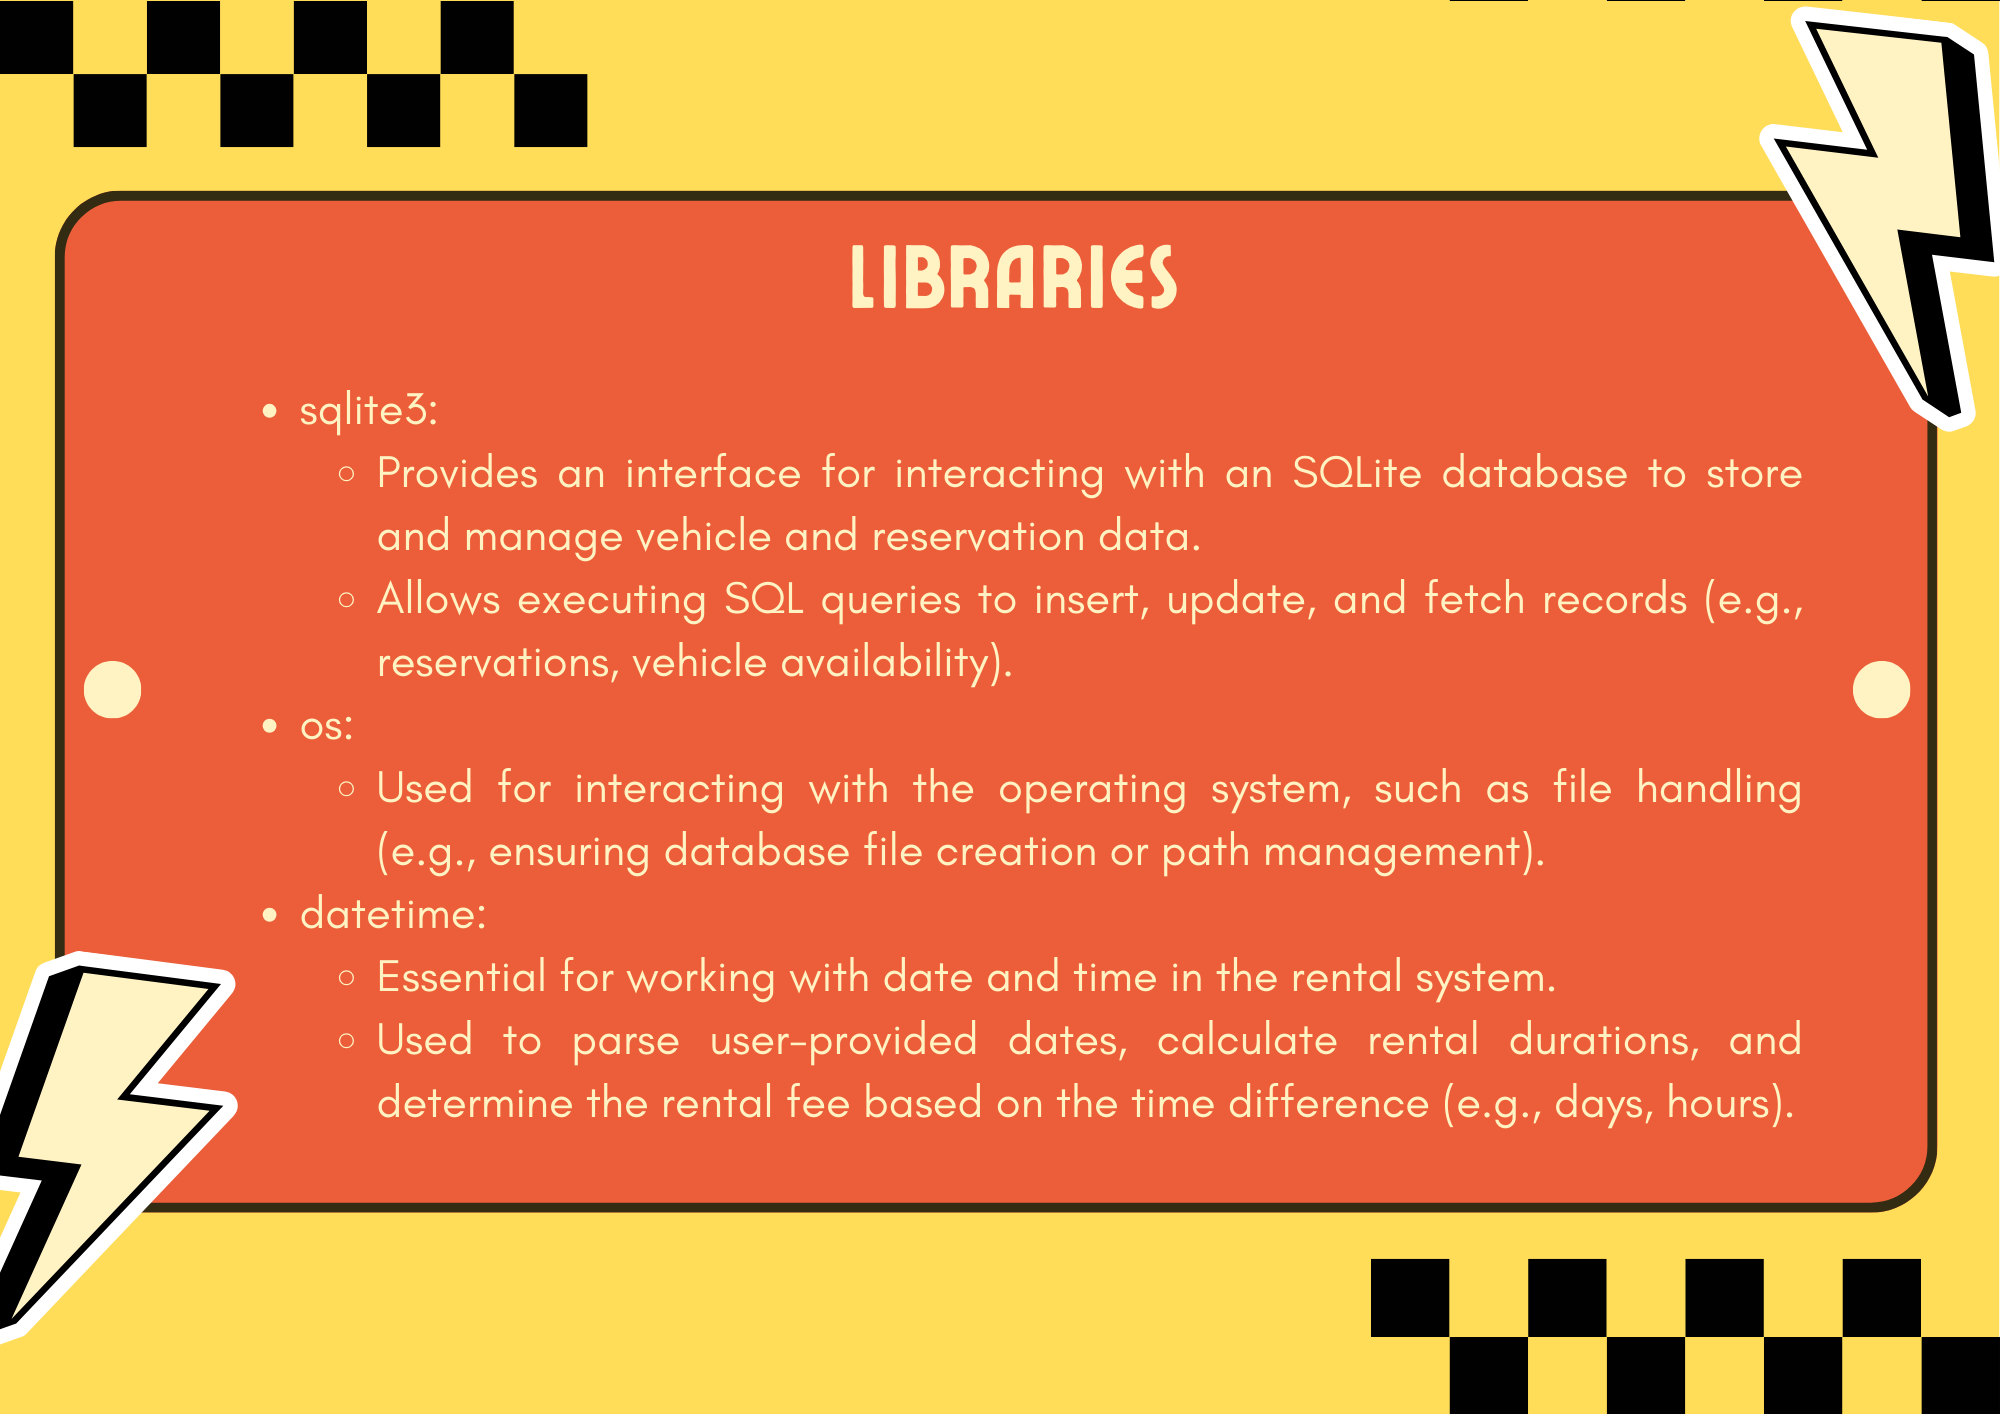 LIBRARIES
• sqlite3:
○ Provides an interface for interacting with an SQLite database to store
and manage vehicle and reservation data.
○ Allows executing SQL queries to insert, update, and fetch records (e.g.,
reservations, vehicle availability).
• os:
○ Used for interacting with the operating system, such as file handling
(e.g., ensuring database file creation or path management).
• datetime:
○ Essential for working with date and time in the rental system.
○ Used to parse user-provided dates, calculate rental durations, and
determine the rental fee based on the time difference (e.g., days, hours).